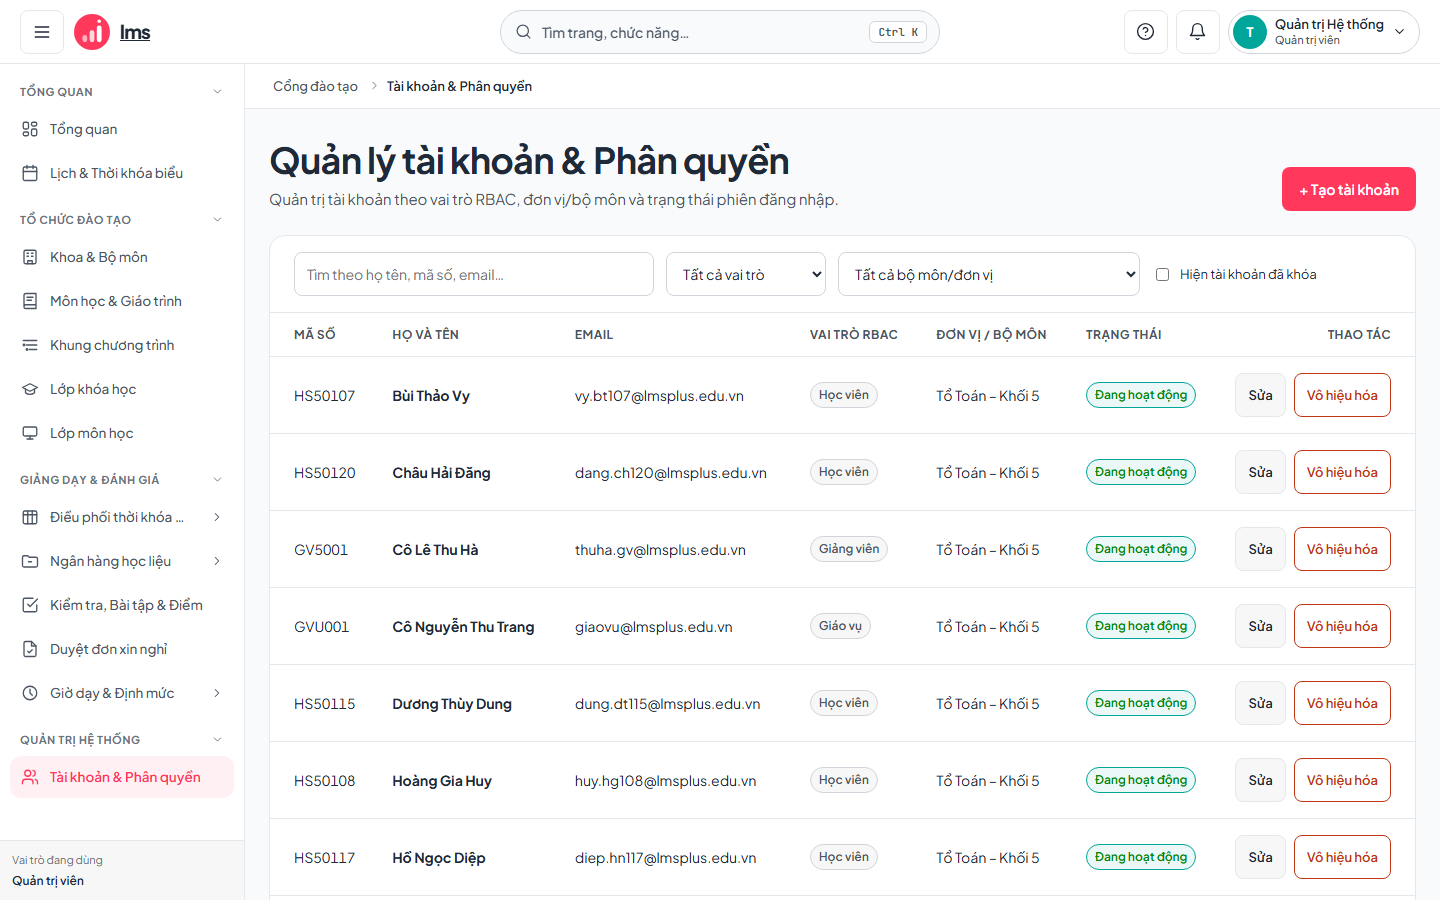 lms
Tìm trang, chức năng...
Ctrl K
T
Quản trị Hệ thống
Quản trị viên
TỔNG QUAN
Tổng quan
Lịch & Thời khóa biểu
TỔ CHỨC ĐÀO TẠO
Khoa & Bộ môn
Môn học & Giáo trình
Khung chương trình
Lớp khóa học
Lớp môn học
GIẢNG DẠY & ĐÁNH GIÁ
Điều phối thời khóa ...
Ngân hàng học liệu
Kiểm tra, Bài tập & Điểm
Duyệt đơn xin nghỉ
Giờ dạy & Định mức
QUẢN TRỊ HỆ THỐNG
Tài khoản & Phân quyền
Vai trò đang dùng
Quản trị viên
Cổng đào tạo > Tài khoản & Phân quyền
Quản lý tài khoản & Phân quyền
Quản trị tài khoản theo vai trò RBAC, đơn vị/bộ môn và trạng thái phiên đăng nhập.
+ Tạo tài khoản
Tìm theo họ tên, mã số, email... Tất cả vai trò Tất cả bộ môn/đơn vị Hiện tài khoản đã khóa
MÃ SỐ HỌ VÀ TÊN EMAIL VAI TRÒ RBAC ĐƠN VỊ / BỘ MÔN TRẠNG THÁI THAO TÁC
HS50107 Bùi Thảo Vy vy.bt107@lmsplus.edu.vn Học viên Tổ Toán – Khối 5 Đang hoạt động Sửa Vô hiệu hóa
HS50120 Châu Hải Đăng dang.ch120@lmsplus.edu.vn Học viên Tổ Toán – Khối 5 Đang hoạt động Sửa Vô hiệu hóa
GV5001 Cô Lê Thu Hà thuha.gv@lmsplus.edu.vn Giảng viên Tổ Toán – Khối 5 Đang hoạt động Sửa Vô hiệu hóa
GVU001 Cô Nguyễn Thu Trang giaovu@lmsplus.edu.vn Giáo vụ Tổ Toán – Khối 5 Đang hoạt động Sửa Vô hiệu hóa
HS50115 Dương Thùy Dung dung.dt115@lmsplus.edu.vn Học viên Tổ Toán – Khối 5 Đang hoạt động Sửa Vô hiệu hóa
HS50108 Hoàng Gia Huy huy.hg108@lmsplus.edu.vn Học viên Tổ Toán – Khối 5 Đang hoạt động Sửa Vô hiệu hóa
HS50117 Hồ Ngọc Diệp diep.hn117@lmsplus.edu.vn Học viên Tổ Toán – Khối 5 Đang hoạt động Sửa Vô hiệu hóa